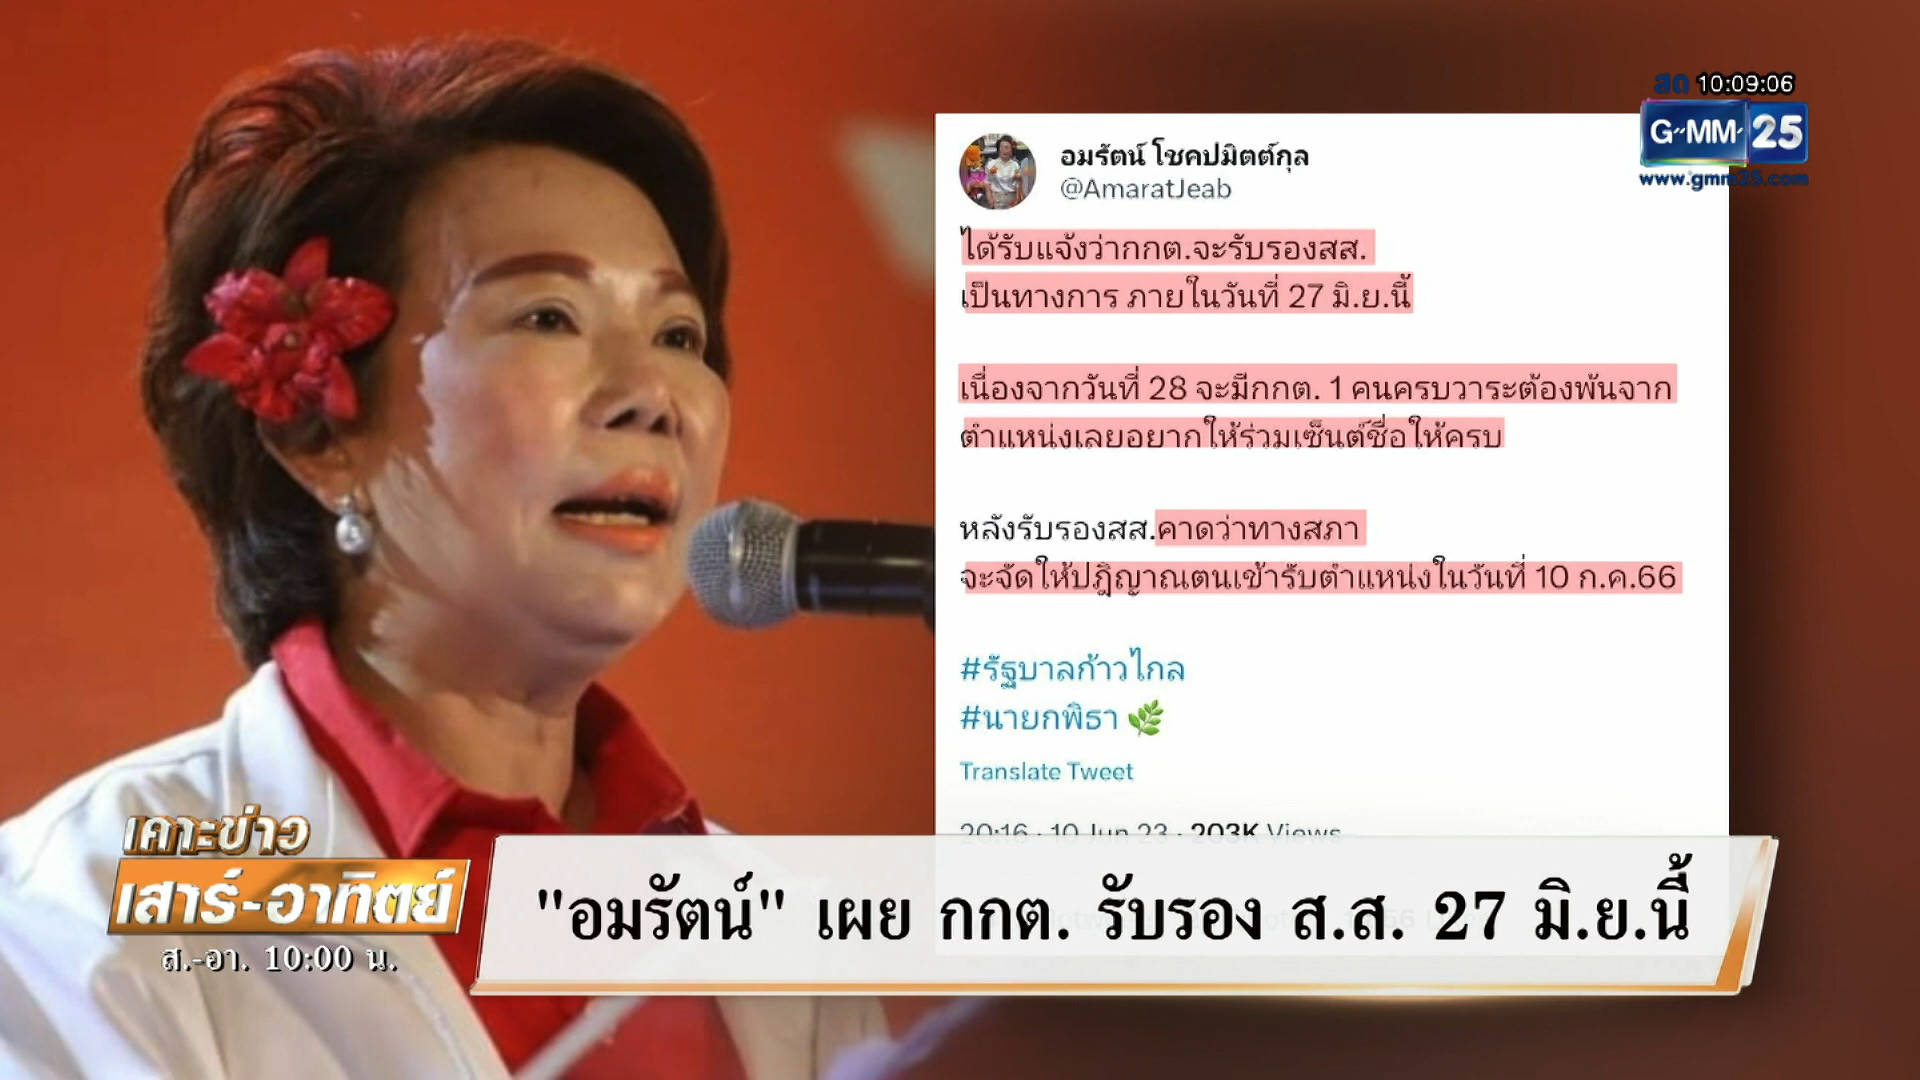 สด 10:09:06
GMM 25
www.gmm25.com
อมรัตน์ โชคปมิตต์กุล
@AmaratJeab
ได้รับแจ้งว่ากกต.จะรับรองสส.
เป็นทางการ ภายในวันที่ 27 มิ.ย.นี้
เนื่องจากวันที่ 28 จะมีกกต. 1 คนครบวาระต้องพ้นจาก
ตำแหน่งเลยอยากให้ร่วมเซ็นต์ชื่อให้ครบ
หลังรับรองสส.คาดว่าทางสภา
จะจัดให้ปฎิญาณตนเข้ารับตำแหน่งในวันที่ 10 ก.ค.66
#รัฐบาลก้าวไกล
#นายกพิธา 🌿
Translate Tweet
20:16 · 10 Jun 23 · 203K Views
เคาะข่าว
เสาร์-อาทิตย์
ส.-อา. 10:00 น.
"อมรัตน์" เผย กกต. รับรอง ส.ส. 27 มิ.ย.นี้